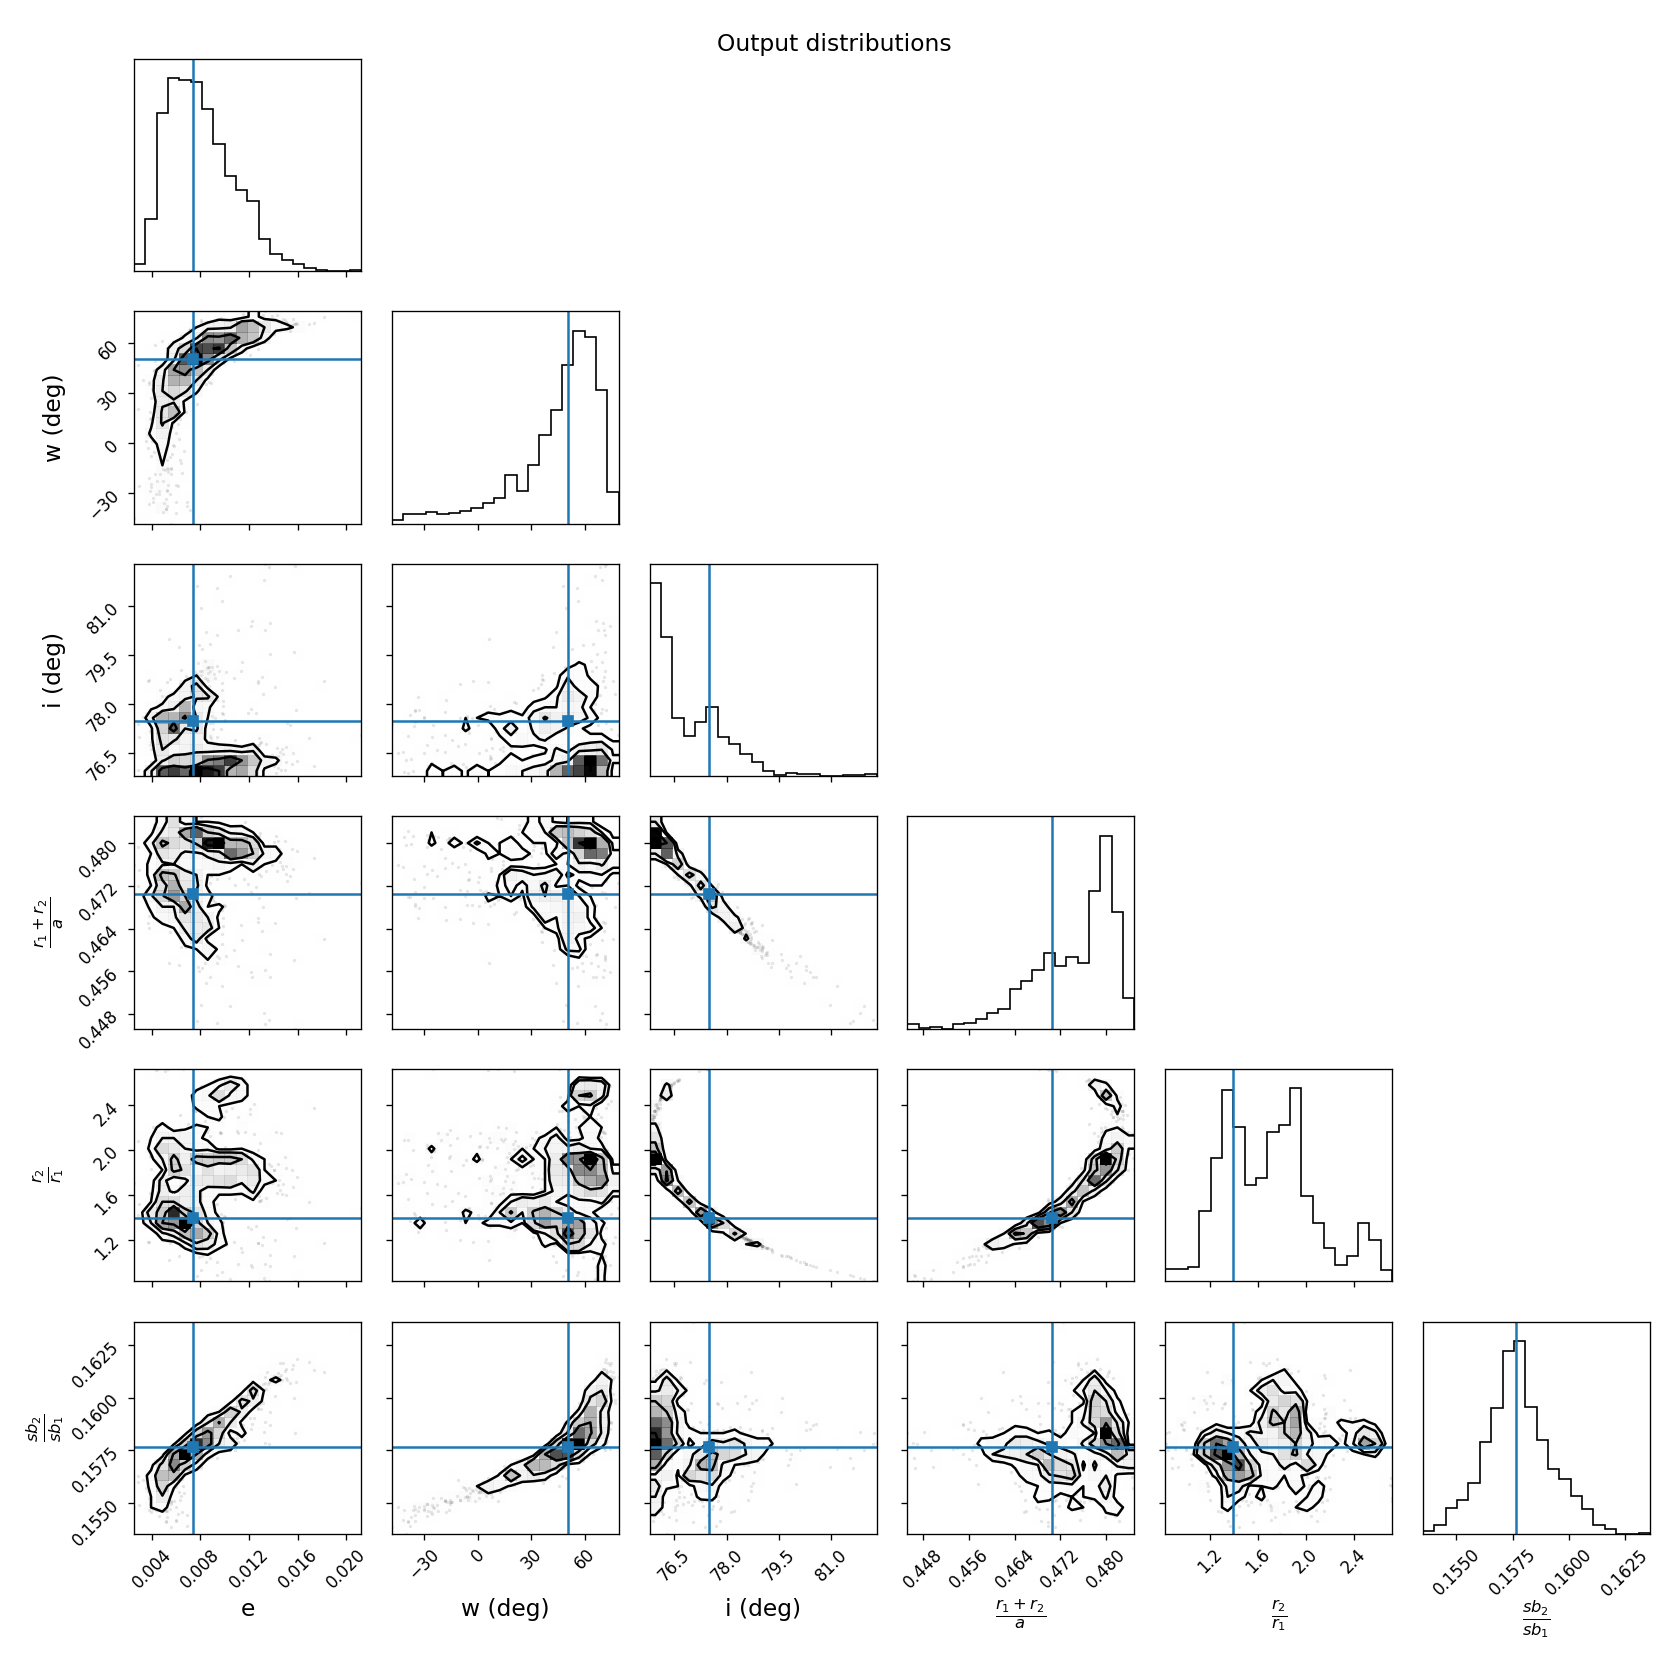 Output distributions
w (deg)
60
30
0
−30
i (deg)
81.0
79.5
78.0
76.5
r₁ + r₂
a
0.480
0.472
0.464
0.456
0.448
r₂
r₁
2.4
2.0
1.6
1.2
sb₂
sb₁
0.1625
0.1600
0.1575
0.1550
0.004 0.008 0.012 0.016 0.020
−30 0 30 60
76.5 78.0 79.5 81.0
0.448 0.456 0.464 0.472 0.480
1.2 1.6 2.0 2.4
0.1550 0.1575 0.1600 0.1625
e
w (deg)
i (deg)
r₁ + r₂
a
r₂
r₁
sb₂
sb₁